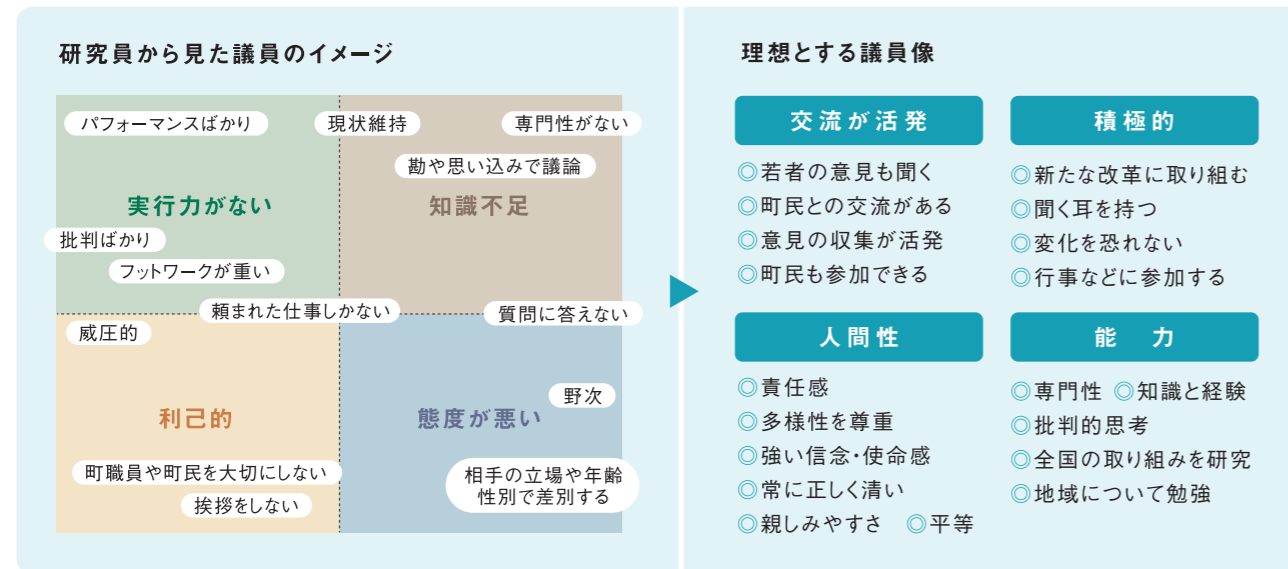 研究員から見た議員のイメージ
パフォーマンスばかり
現状維持
専門性がない
勘や思い込みで議論
実行力がない
知識不足
批判ばかり
フットワークが重い
頼まれた仕事しかない
質問に答えない
威圧的
野次
利己的
態度が悪い
町職員や町民を大切にしない
相手の立場や年齢
性別で差別する
挨拶をしない
理想とする議員像
交流が活発
◎若者の意見も聞く
◎町民との交流がある
◎意見の収集が活発
◎町民も参加できる
積極的
◎新たな改革に取り組む
◎聞く耳を持つ
◎変化を恐れない
◎行事などに参加する
人間性
◎責任感
◎多様性を尊重
◎強い信念・使命感
◎常に正しく清い
◎親しみやすさ ◎平等
能 力
◎専門性 ◎知識と経験
◎批判的思考
◎全国の取り組みを研究
◎地域について勉強